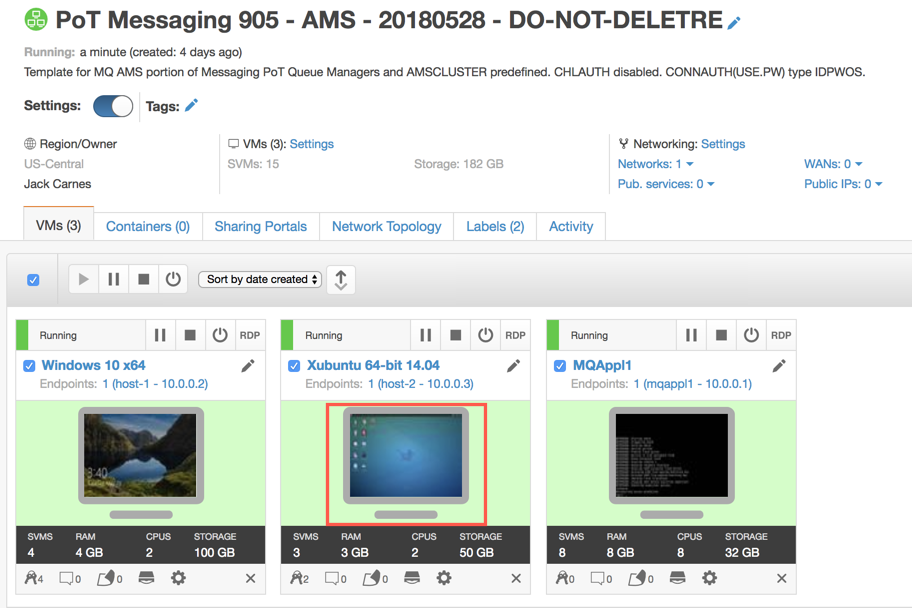 PoT Messaging 905 - AMS - 20180528 - DO-NOT-DELETRE
Running: a minute (created: 4 days ago)
Template for MQ AMS portion of Messaging PoT Queue Managers and AMSCLUSTER predefined. CHLAUTH disabled. CONNAUTH(USE.PW) type IDPWOS.
Settings: Tags:
Region/Owner VMs (3): Settings Networking: Settings
US-Central SVMs: 15 Storage: 182 GB Networks: 1 WANs: 0
Jack Carnes Pub. services: 0 Public IPs: 0
VMs (3) Containers (0) Sharing Portals Network Topology Labels (2) Activity
Sort by date created
Running RDP Running RDP Running RDP
Windows 10 x64 Xubuntu 64-bit 14.04 MQAppl1
Endpoints: 1 (host-1 - 10.0.0.2) Endpoints: 1 (host-2 - 10.0.0.3) Endpoints: 1 (mqappl1 - 10.0.0.1)
8:40
SVMS RAM CPUS STORAGE SVMS RAM CPUS STORAGE SVMS RAM CPUS STORAGE
4 4 GB 2 100 GB 3 3 GB 2 50 GB 8 8 GB 8 32 GB
4 0 0 2 0 0 0 0 0